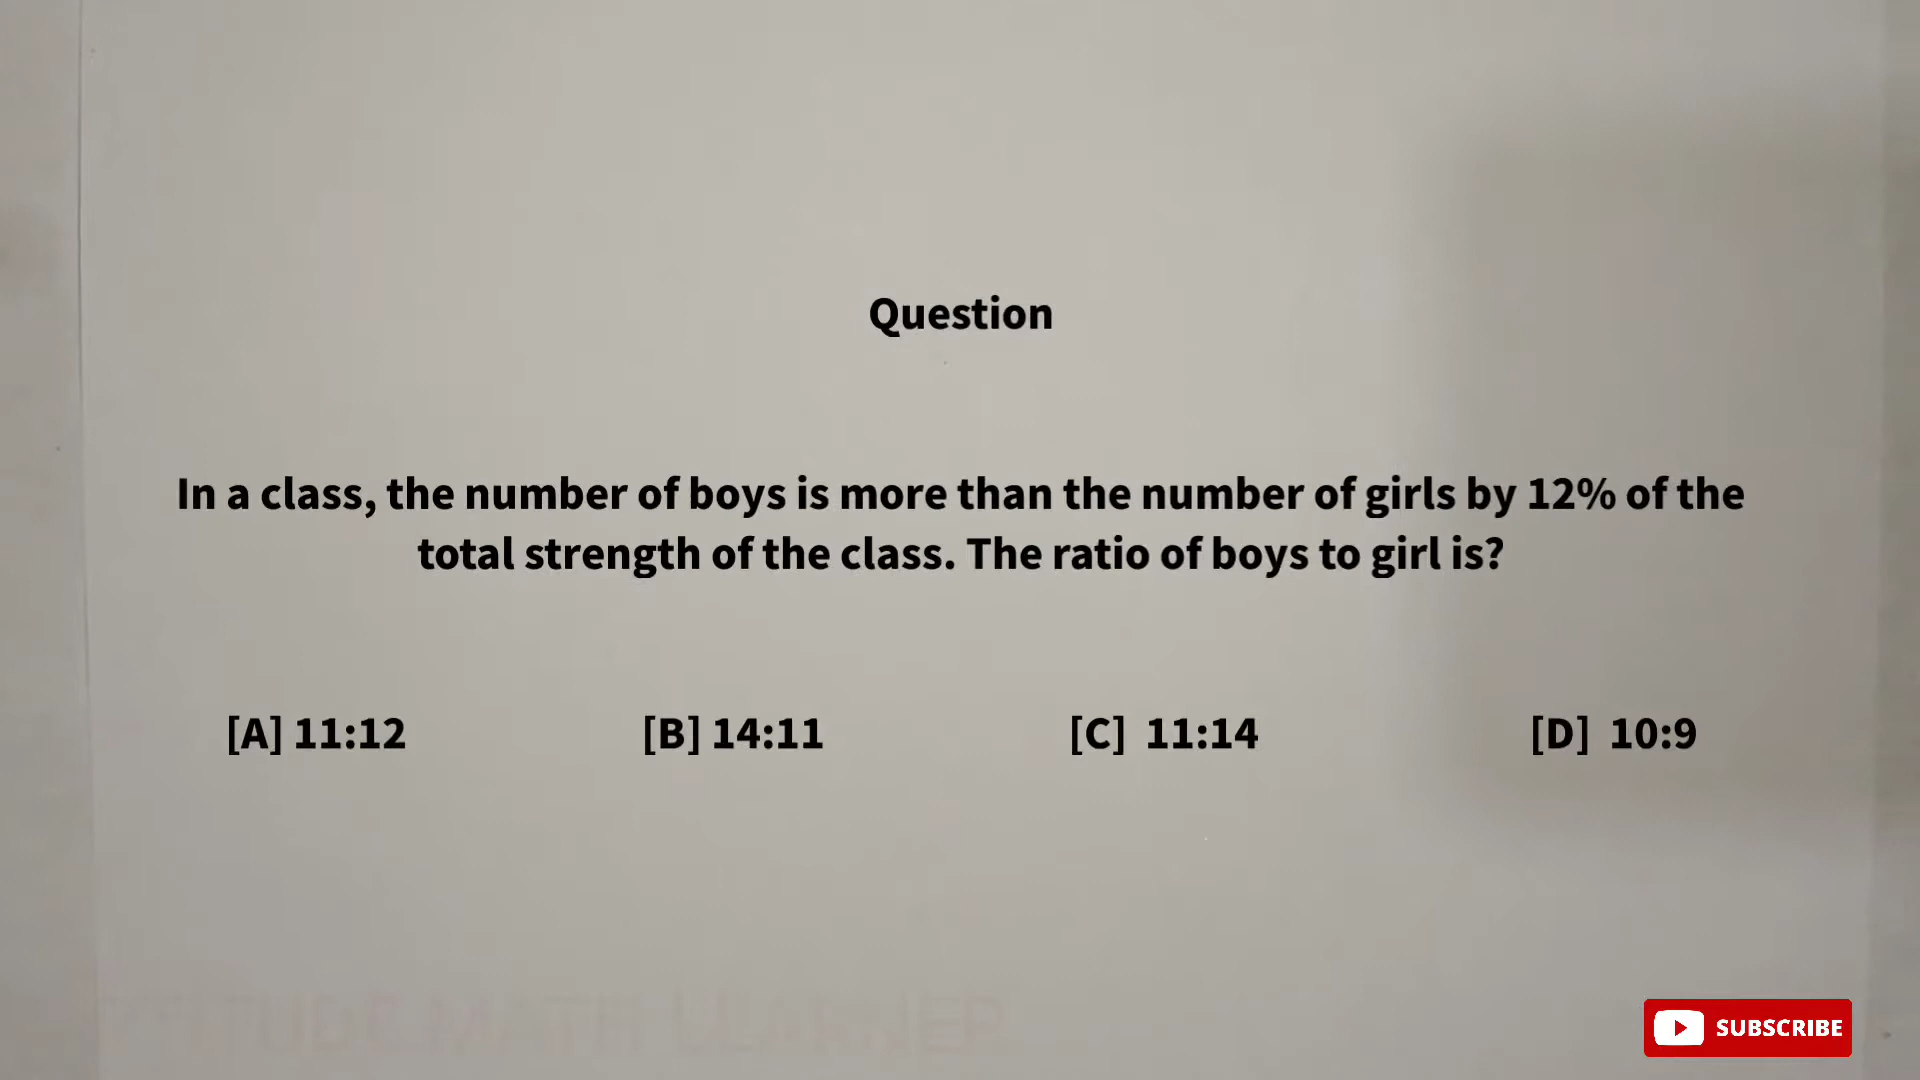 Question
In a class, the number of boys is more than the number of girls by 12% of the
total strength of the class. The ratio of boys to girl is?
[A] 11:12 [B] 14:11 [C] 11:14 [D] 10:9
SUBSCRIBE